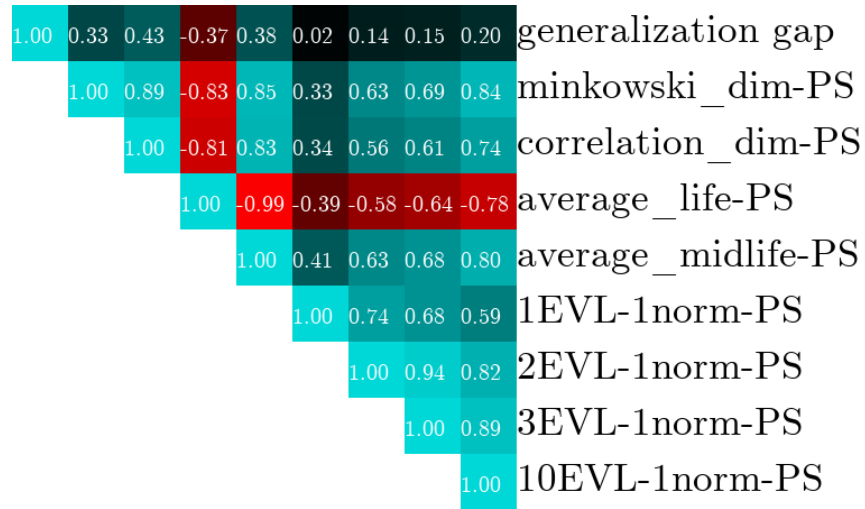 1.00 0.33 0.43 -0.37 0.38 0.02 0.14 0.15 0.20 generalization gap
1.00 0.89 -0.83 0.85 0.33 0.63 0.69 0.84 minkowski_dim-PS
1.00 -0.81 0.83 0.34 0.56 0.61 0.74 correlation_dim-PS
1.00 -0.99 -0.39 -0.58 -0.64 -0.78 average_life-PS
1.00 0.41 0.63 0.68 0.80 average_midlife-PS
1.00 0.74 0.68 0.59 1EVL-1norm-PS
1.00 0.94 0.82 2EVL-1norm-PS
1.00 0.89 3EVL-1norm-PS
1.00 10EVL-1norm-PS